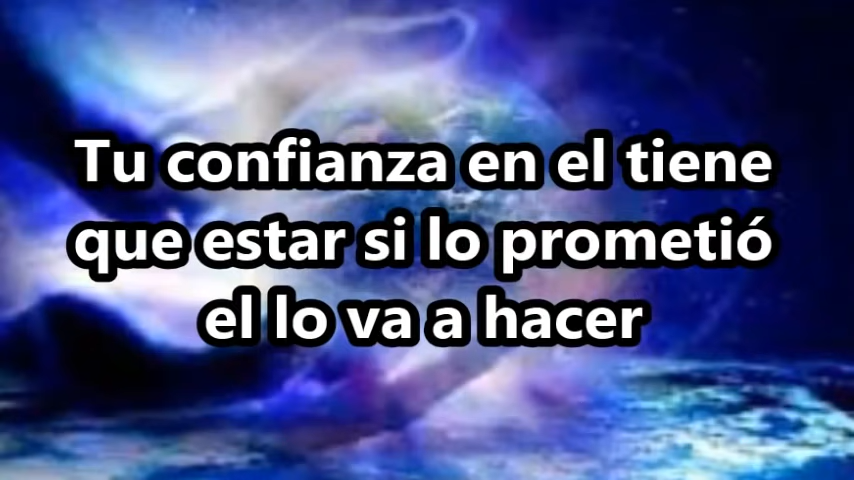 Tu confianza en el tiene
que estar si lo prometió
el lo va a hacer